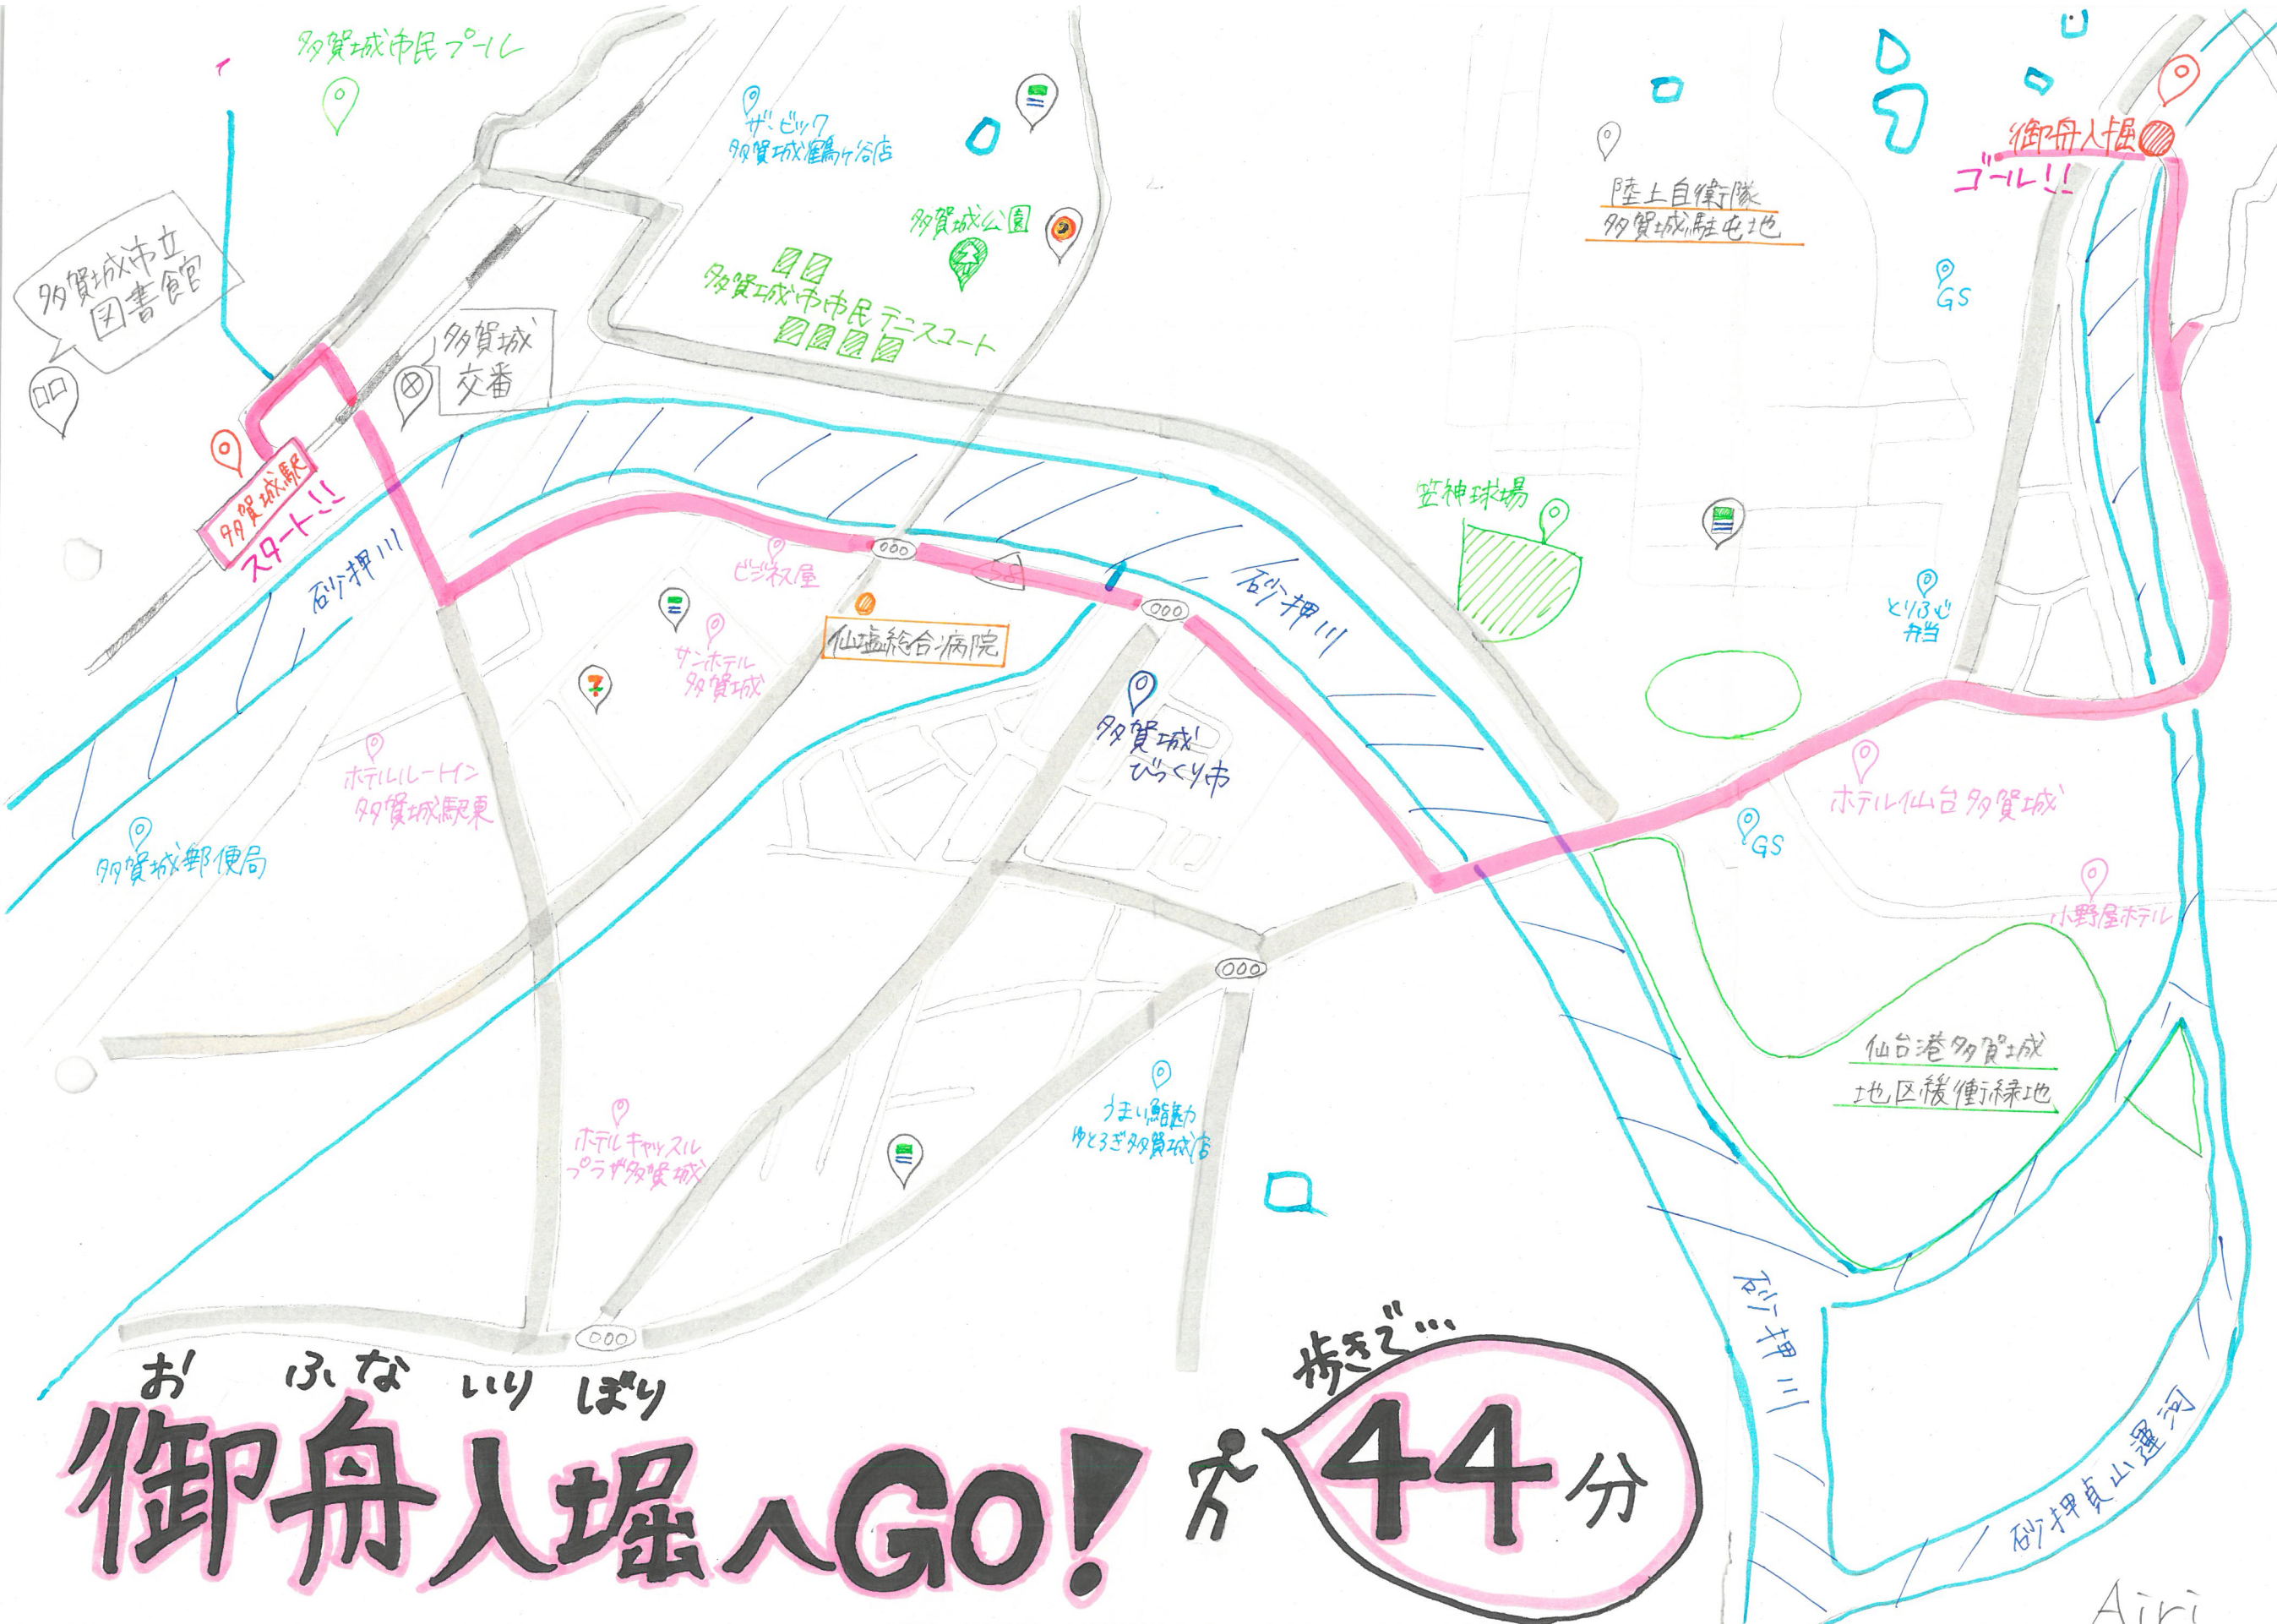 多賀城市民プール
ザ・ビッグ
多賀城鶴ヶ谷店
多賀城公園
多賀城市市民テニスコート
陸上自衛隊
多賀城駐屯地
御舟入堀
ゴール!!
GS
多賀城市立
図書館
多賀城
交番
多賀城駅
スタート!!
砂押川
ビジネス屋
58
仙塩総合病院
サンホテル
多賀城
7
砂押川
笠神球場
とりふじ
弁当
多賀城
びっくり市
ホテルルートイン
多賀城駅東
多賀城郵便局
ホテル仙台多賀城
GS
小野屋ホテル
仙台港多賀城
地区緩衝緑地
うまい鮨勘
ゆとろぎ多賀城店
ホテルキャッスル
プラザ多賀城
砂押川
砂押貞山運河
お ふな いり ぼり
御舟入堀へGO!
歩きで…
44分
Airi